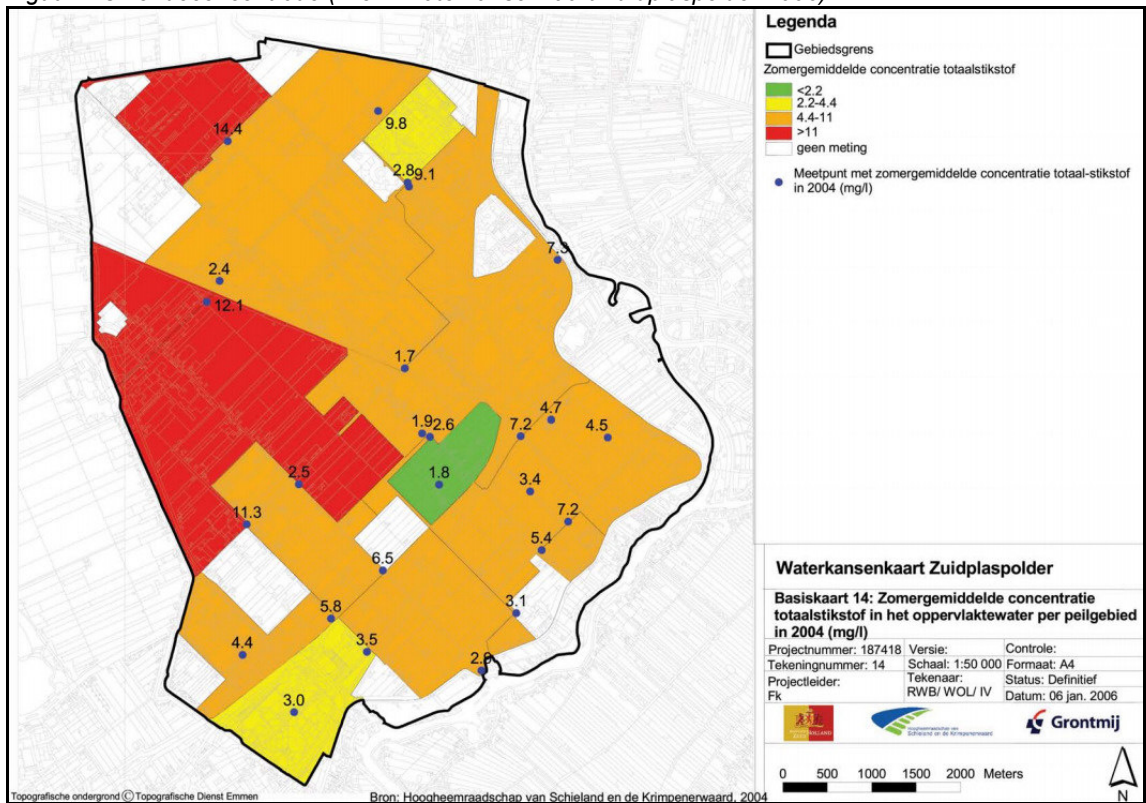 Legenda
Gebiedsgrens
Zomergemiddelde concentratie totaalstikstof
<2.2
2.2-4.4
4.4-11
>11
geen meting
Meetpunt met zomergemiddelde concentratie totaal-stikstof
in 2004 (mg/l)
14.4
9.8
2.8
9.1
7.3
2.4
12.1
1.7
1.9
2.6
7.2
4.7
4.5
1.8
2.5
3.4
11.3
7.2
5.4
6.5
3.1
5.8
4.4
3.5
3.0
Waterkansenkaart Zuidplaspolder
Basiskaart 14: Zomergemiddelde concentratie
totaalstikstof in het oppervlaktewater per peilgebied
in 2004 (mg/l)
Projectnummer: 187418 Versie: Controle:
Tekeningnummer: 14 Schaal: 1:50 000 Formaat: A4
Projectleider: Tekenaar: Status: Definitief
Fk RWB/ WOL/ IV Datum: 06 jan. 2006
HOLLAND
Hoogheemraadschap van
Schieland en de Krimpenerwaard
Grontmij
0 500 1000 1500 2000 Meters
N
Topografische ondergrond © Topografische Dienst Emmen
Bron: Hoogheemraadschap van Schieland en de Krimpenerwaard, 2004